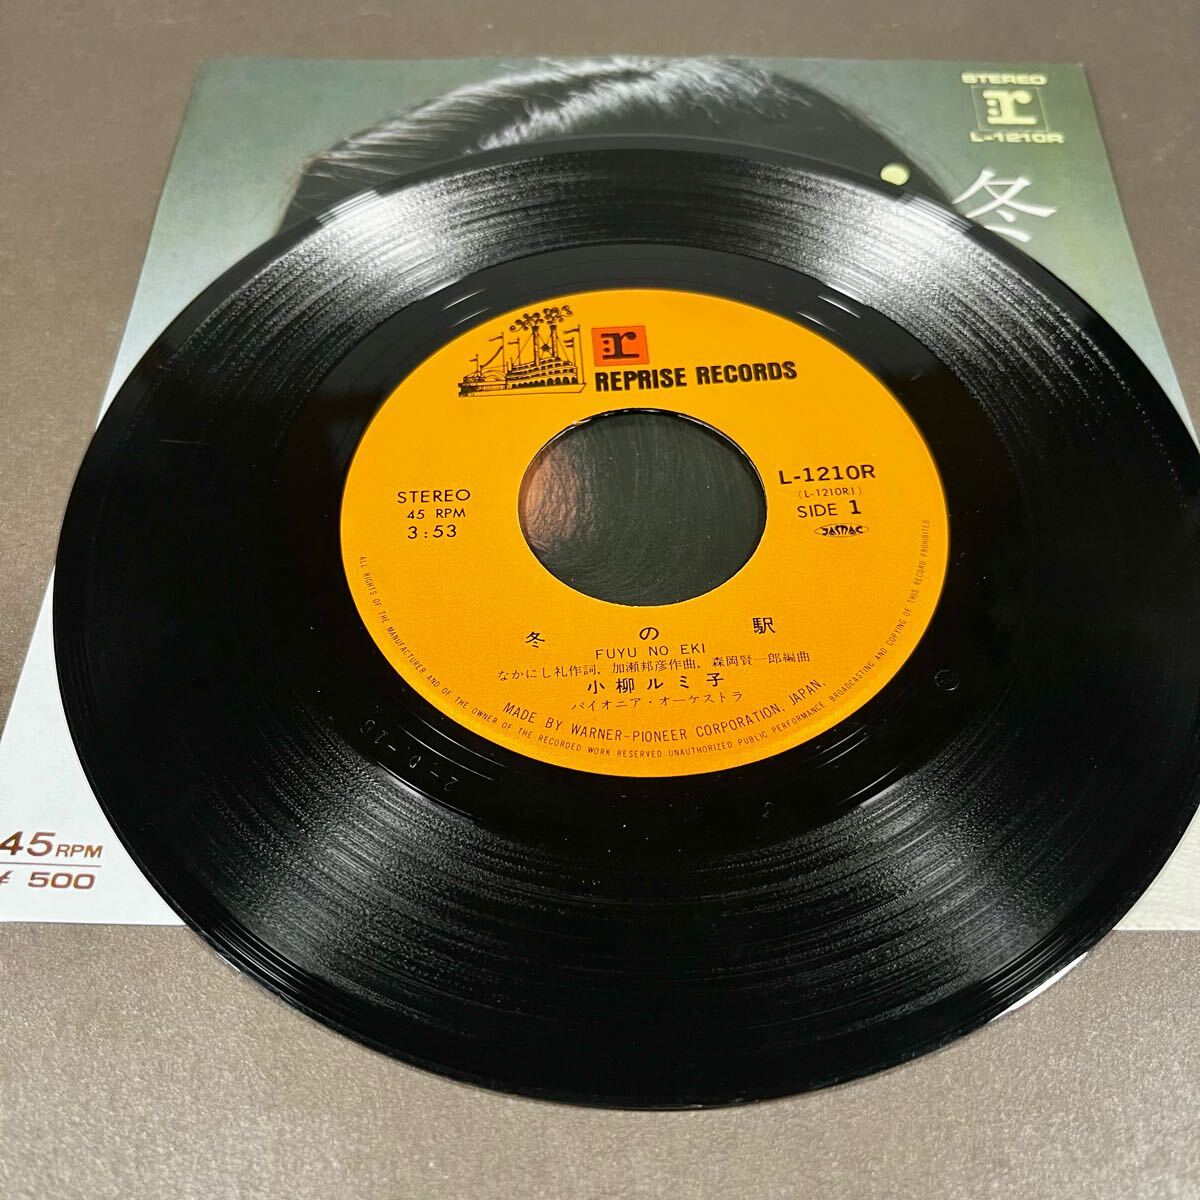 STEREO
r
L-1210R
冬
r
REPRISE RECORDS
STEREO
45 RPM
3:53
L-1210R
(L-1210R1)
SIDE 1
JASRAC
冬の駅
FUYU NO EKI
なかにし礼作詞, 加瀬邦彦作曲, 森岡賢一郎編曲
小柳ルミ子
パイオニア・オーケストラ
MADE BY WARNER-PIONEER CORPORATION, JAPAN.
ALL RIGHTS OF THE MANUFACTURER AND OF THE OWNER OF THE RECORDED WORK RESERVED UNAUTHORIZED PUBLIC PERFORMANCE BROADCASTING AND COPYING OF THIS RECORD PROHIBITED
45RPM
¥ 500